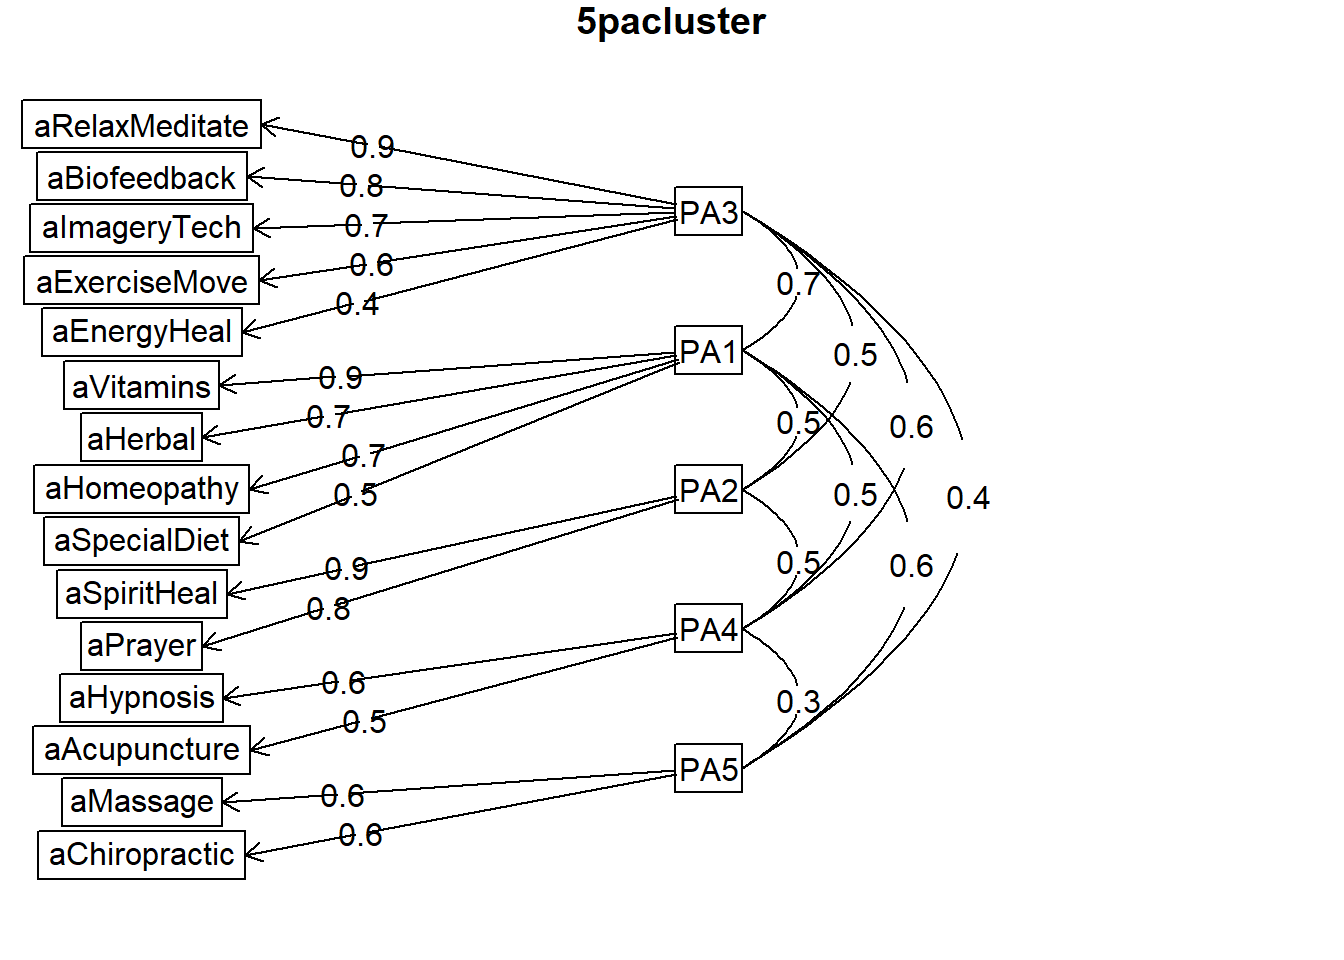 5pacluster
aRelaxMeditate
aBiofeedback
aImageryTech
aExerciseMove
aEnergyHeal
aVitamins
aHerbal
aHomeopathy
aSpecialDiet
aSpiritHeal
aPrayer
aHypnosis
aAcupuncture
aMassage
aChiropractic
0.9
0.8
0.7
0.6
0.4
0.9
0.7
0.7
0.5
0.9
0.8
0.6
0.5
0.6
0.6
PA3
PA1
PA2
PA4
PA5
0.7
0.5
0.5
0.3
0.5
0.5
0.6
0.6
0.4